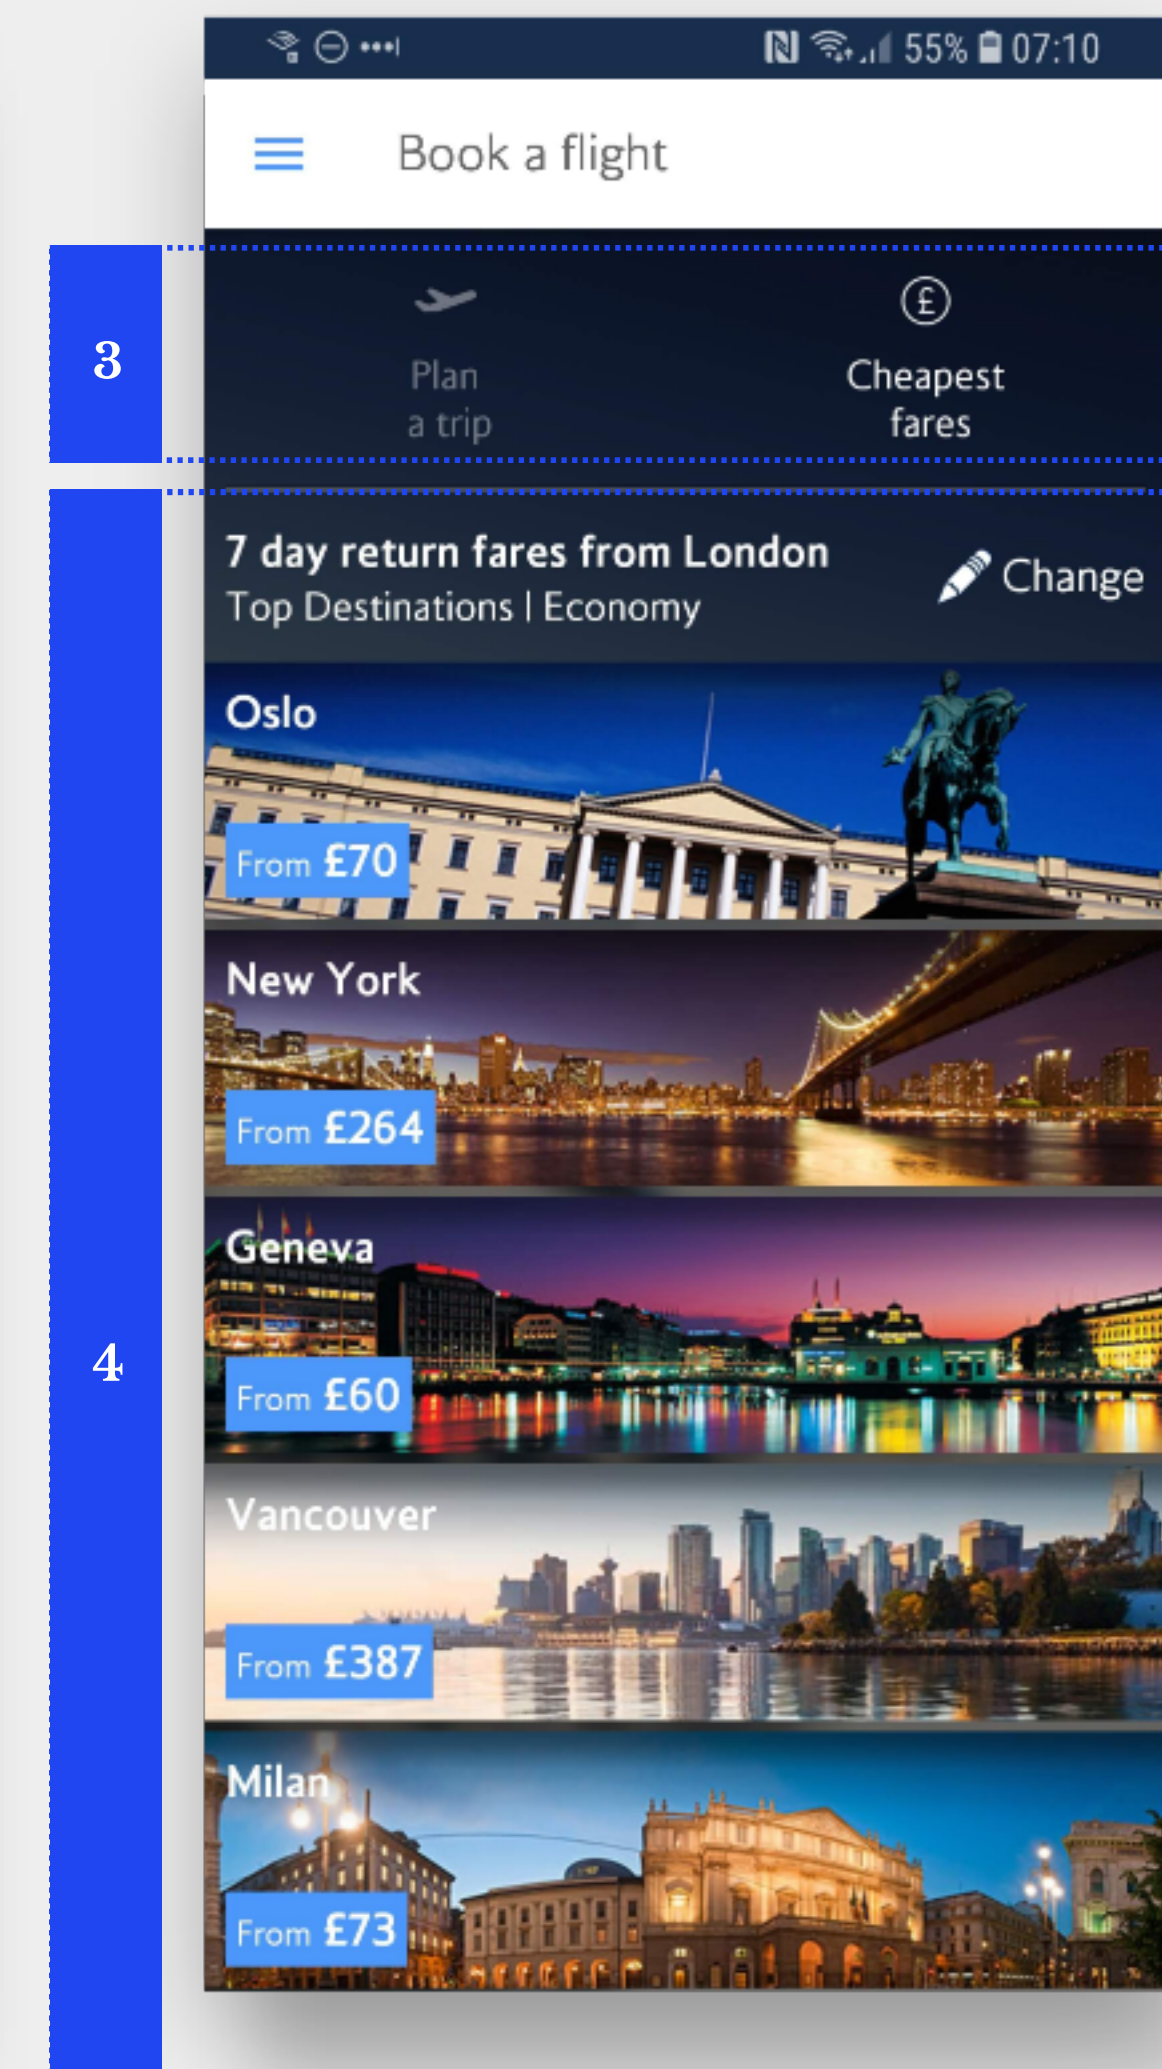 55% 07:10
Book a flight
3
Plan
a trip
Cheapest
fares
4
7 day return fares from London
Top Destinations | Economy
Change
Oslo
From £70
New York
From £264
Geneva
From £60
Vancouver
From £387
Milan
From £73